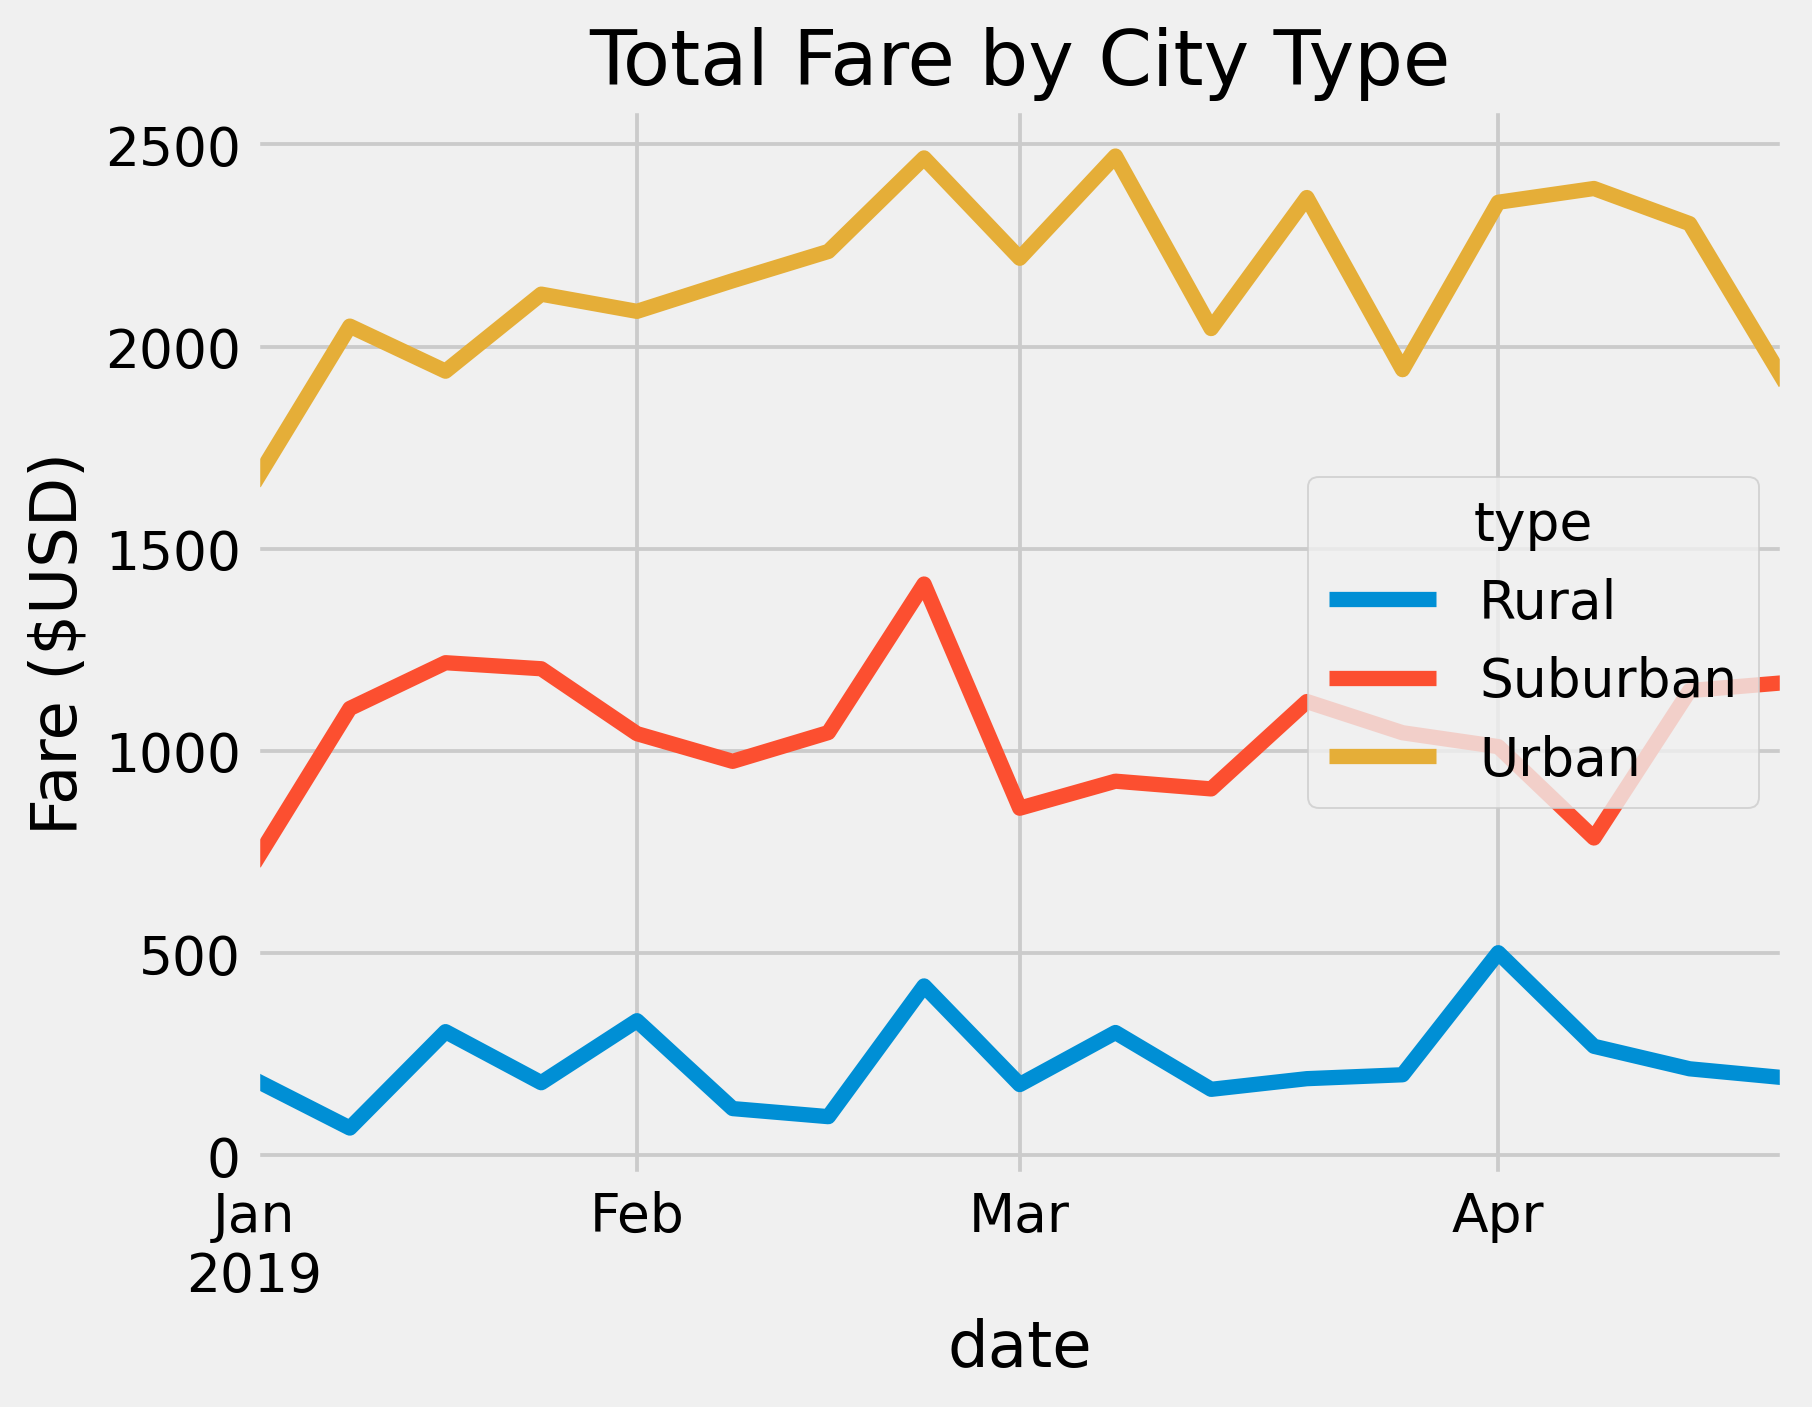 Total Fare by City Type
Fare ($USD)
2500
2000
1500
1000
500
0
type
Rural
Suburban
Urban
Jan Feb Mar Apr
2019
date